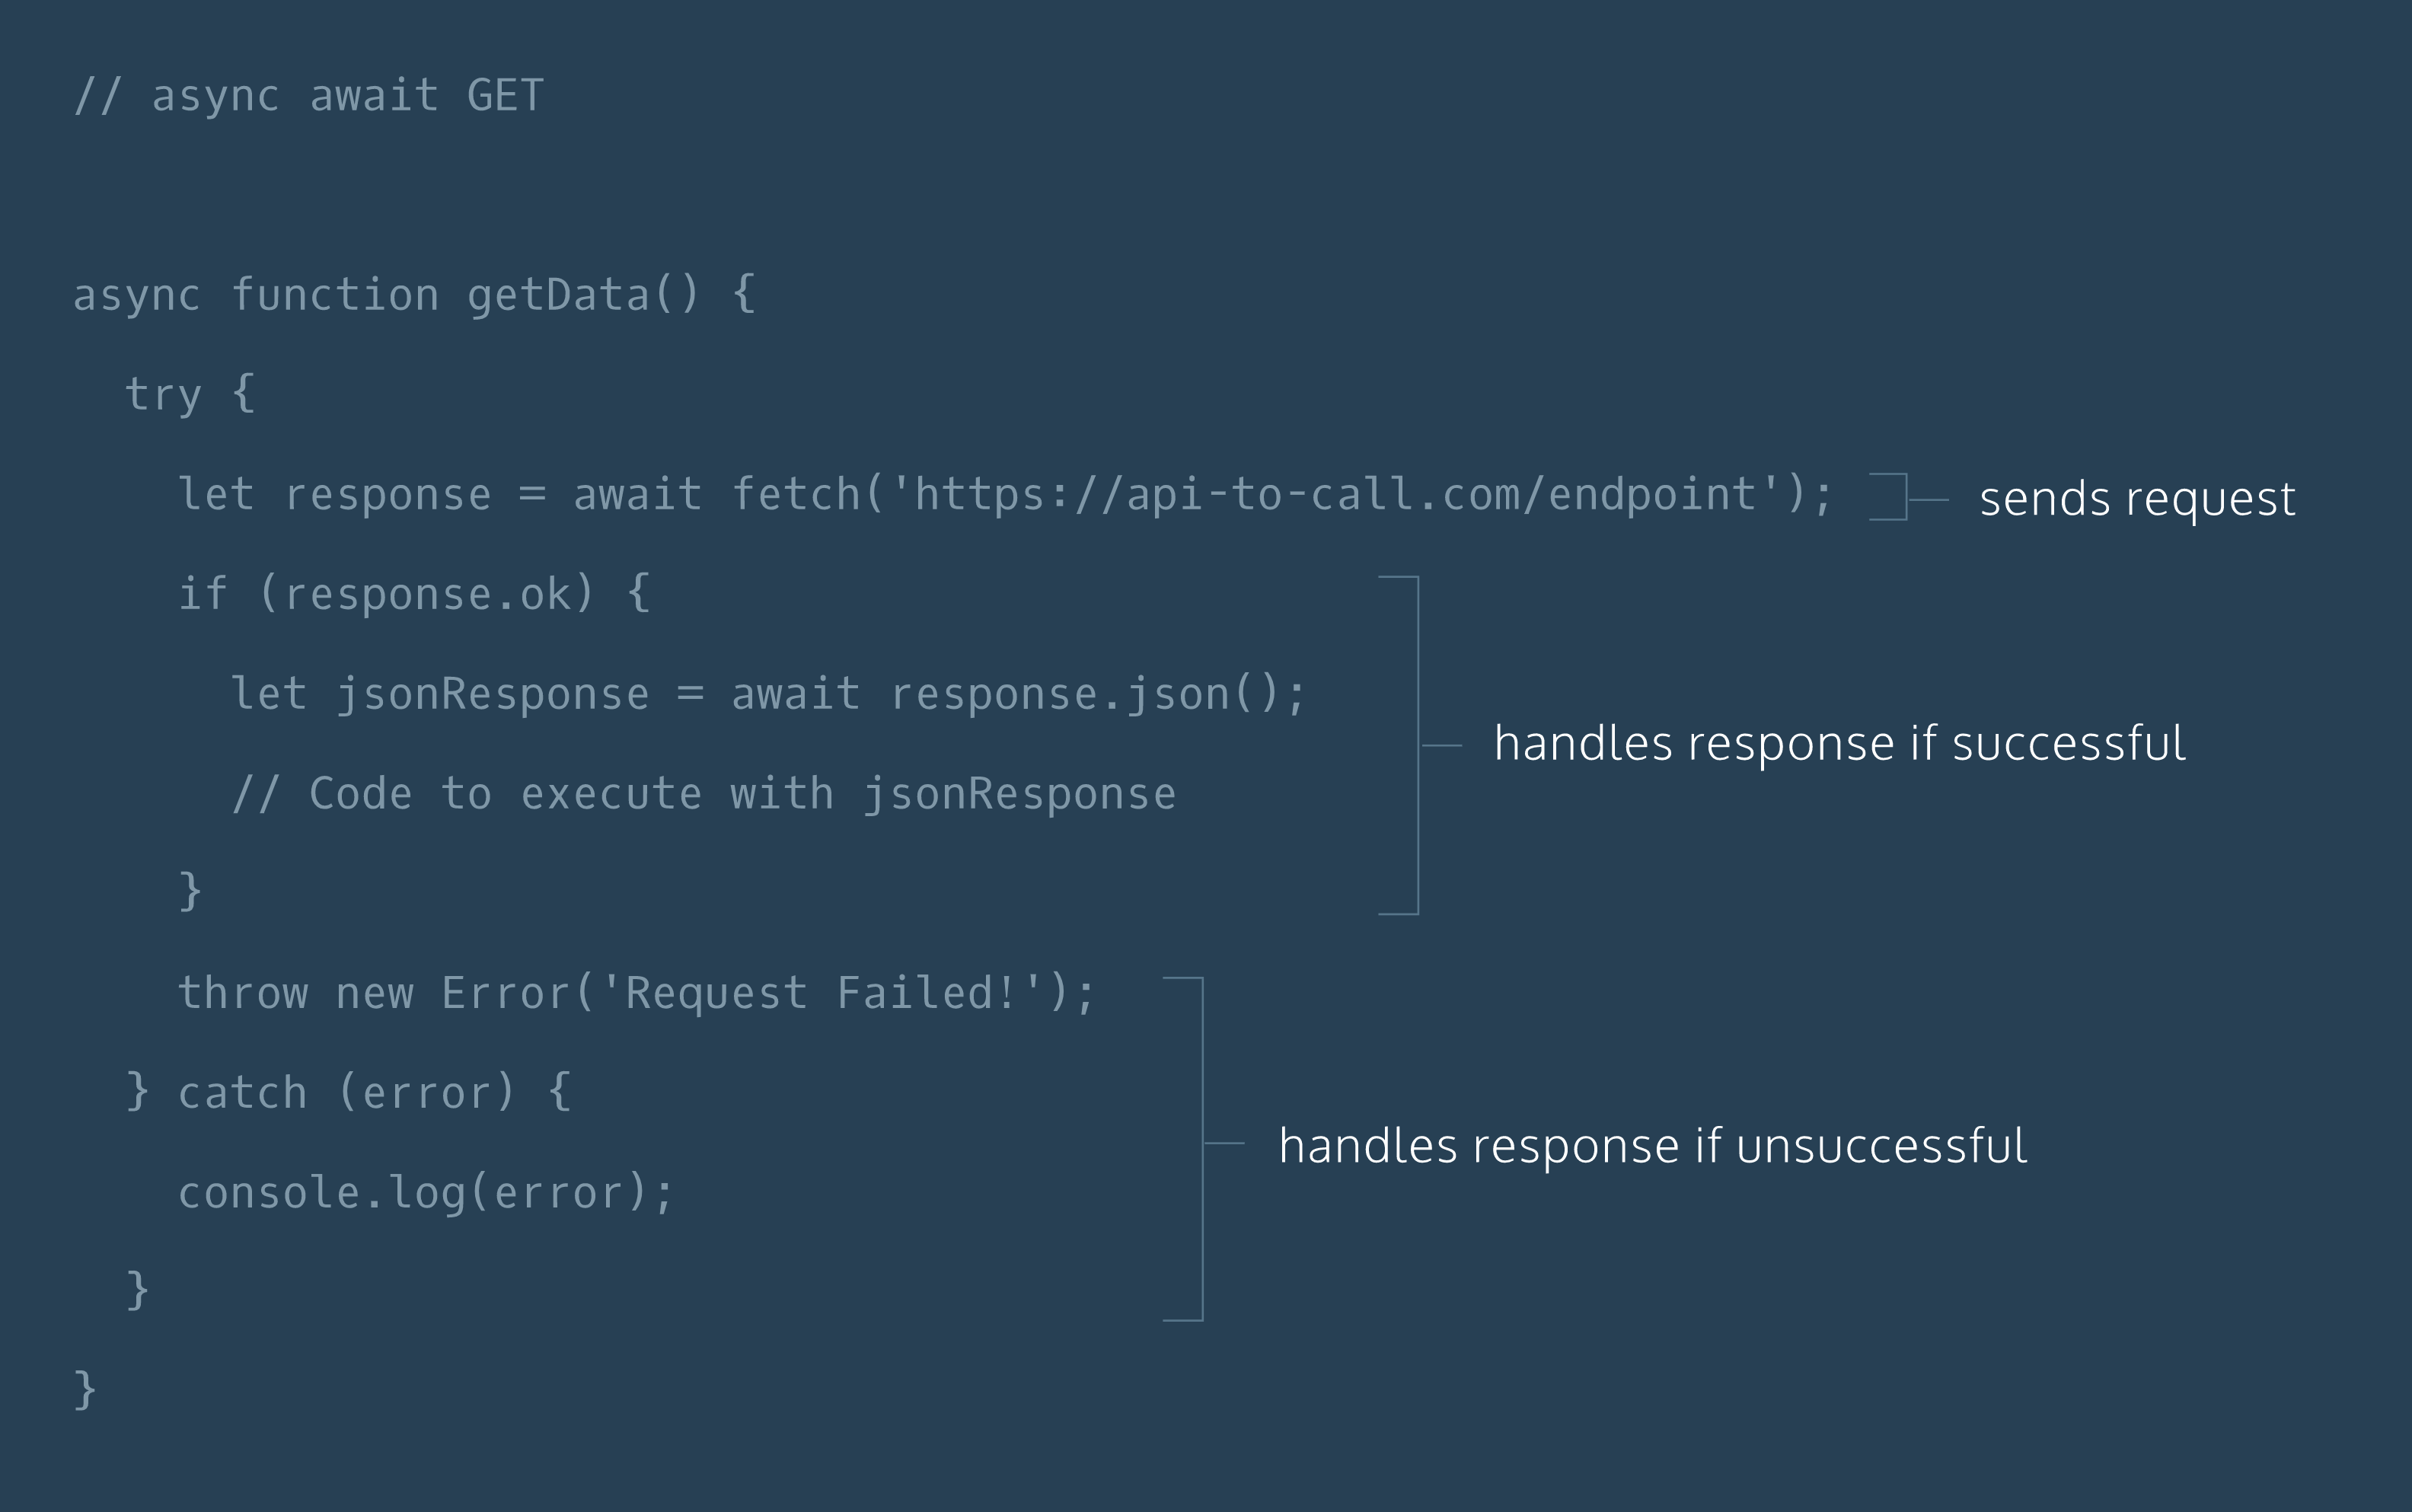 // async await GET
async function getData() {
try {
let response = await fetch('https://api-to-call.com/endpoint'); sends request
if (response.ok) {
let jsonResponse = await response.json();
handles response if successful
// Code to execute with jsonResponse
}
throw new Error('Request Failed!');
} catch (error) {
handles response if unsuccessful
console.log(error);
}
}